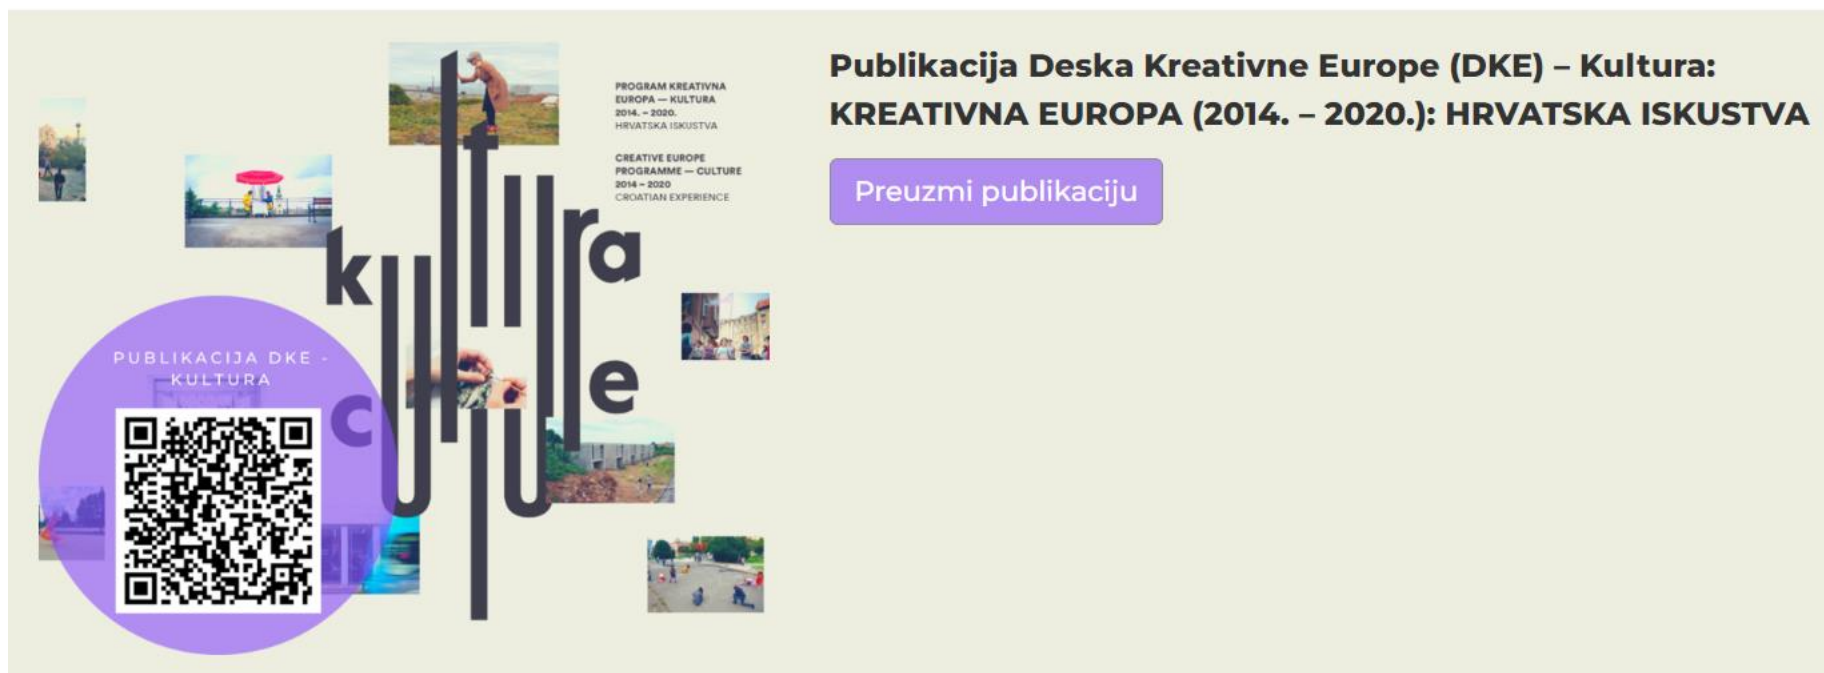 Publikacija Deska Kreativne Europe (DKE) – Kultura:
KREATIVNA EUROPA (2014. – 2020.): HRVATSKA ISKUSTVA
Preuzmi publikaciju
PROGRAM KREATIVNA
EUROPA — KULTURA
2014. – 2020.
HRVATSKA ISKUSTVA
CREATIVE EUROPE
PROGRAMME — CULTURE
2014 – 2020
CROATIAN EXPERIENCE
kultura
culture
PUBLIKACIJA DKE -
KULTURA